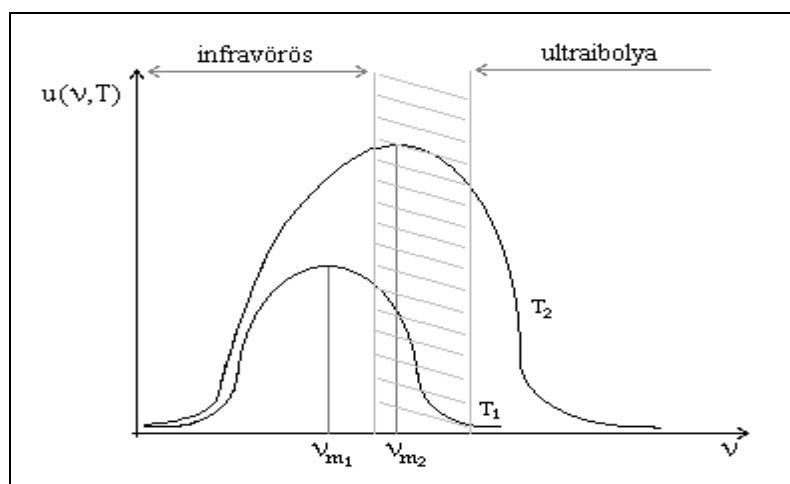 infravörös ultraibolya
u(ν,T)
T₂
T₁
νₘ₁ νₘ₂ ν